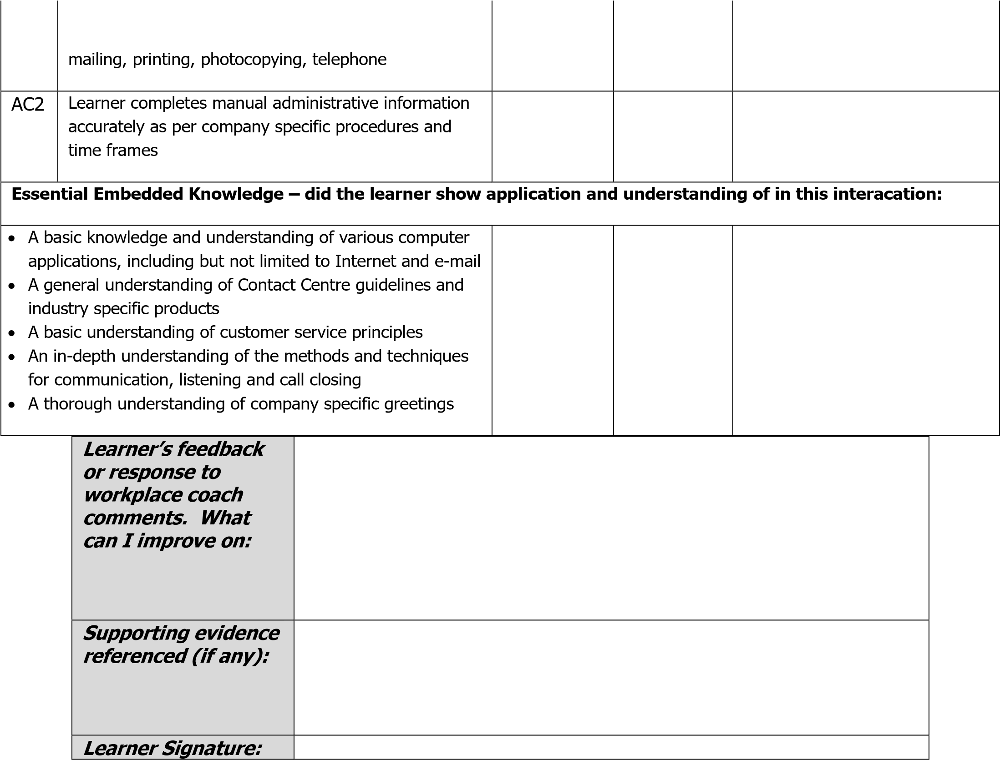 mailing, printing, photocopying, telephone
AC2
Learner completes manual administrative information
accurately as per company specific procedures and
time frames
Essential Embedded Knowledge – did the learner show application and understanding of in this interacation:
• A basic knowledge and understanding of various computer
applications, including but not limited to Internet and e-mail
• A general understanding of Contact Centre guidelines and
industry specific products
• A basic understanding of customer service principles
• An in-depth understanding of the methods and techniques
for communication, listening and call closing
• A thorough understanding of company specific greetings
Learner’s feedback
or response to
workplace coach
comments.  What
can I improve on:
Supporting evidence
referenced (if any):
Learner Signature: